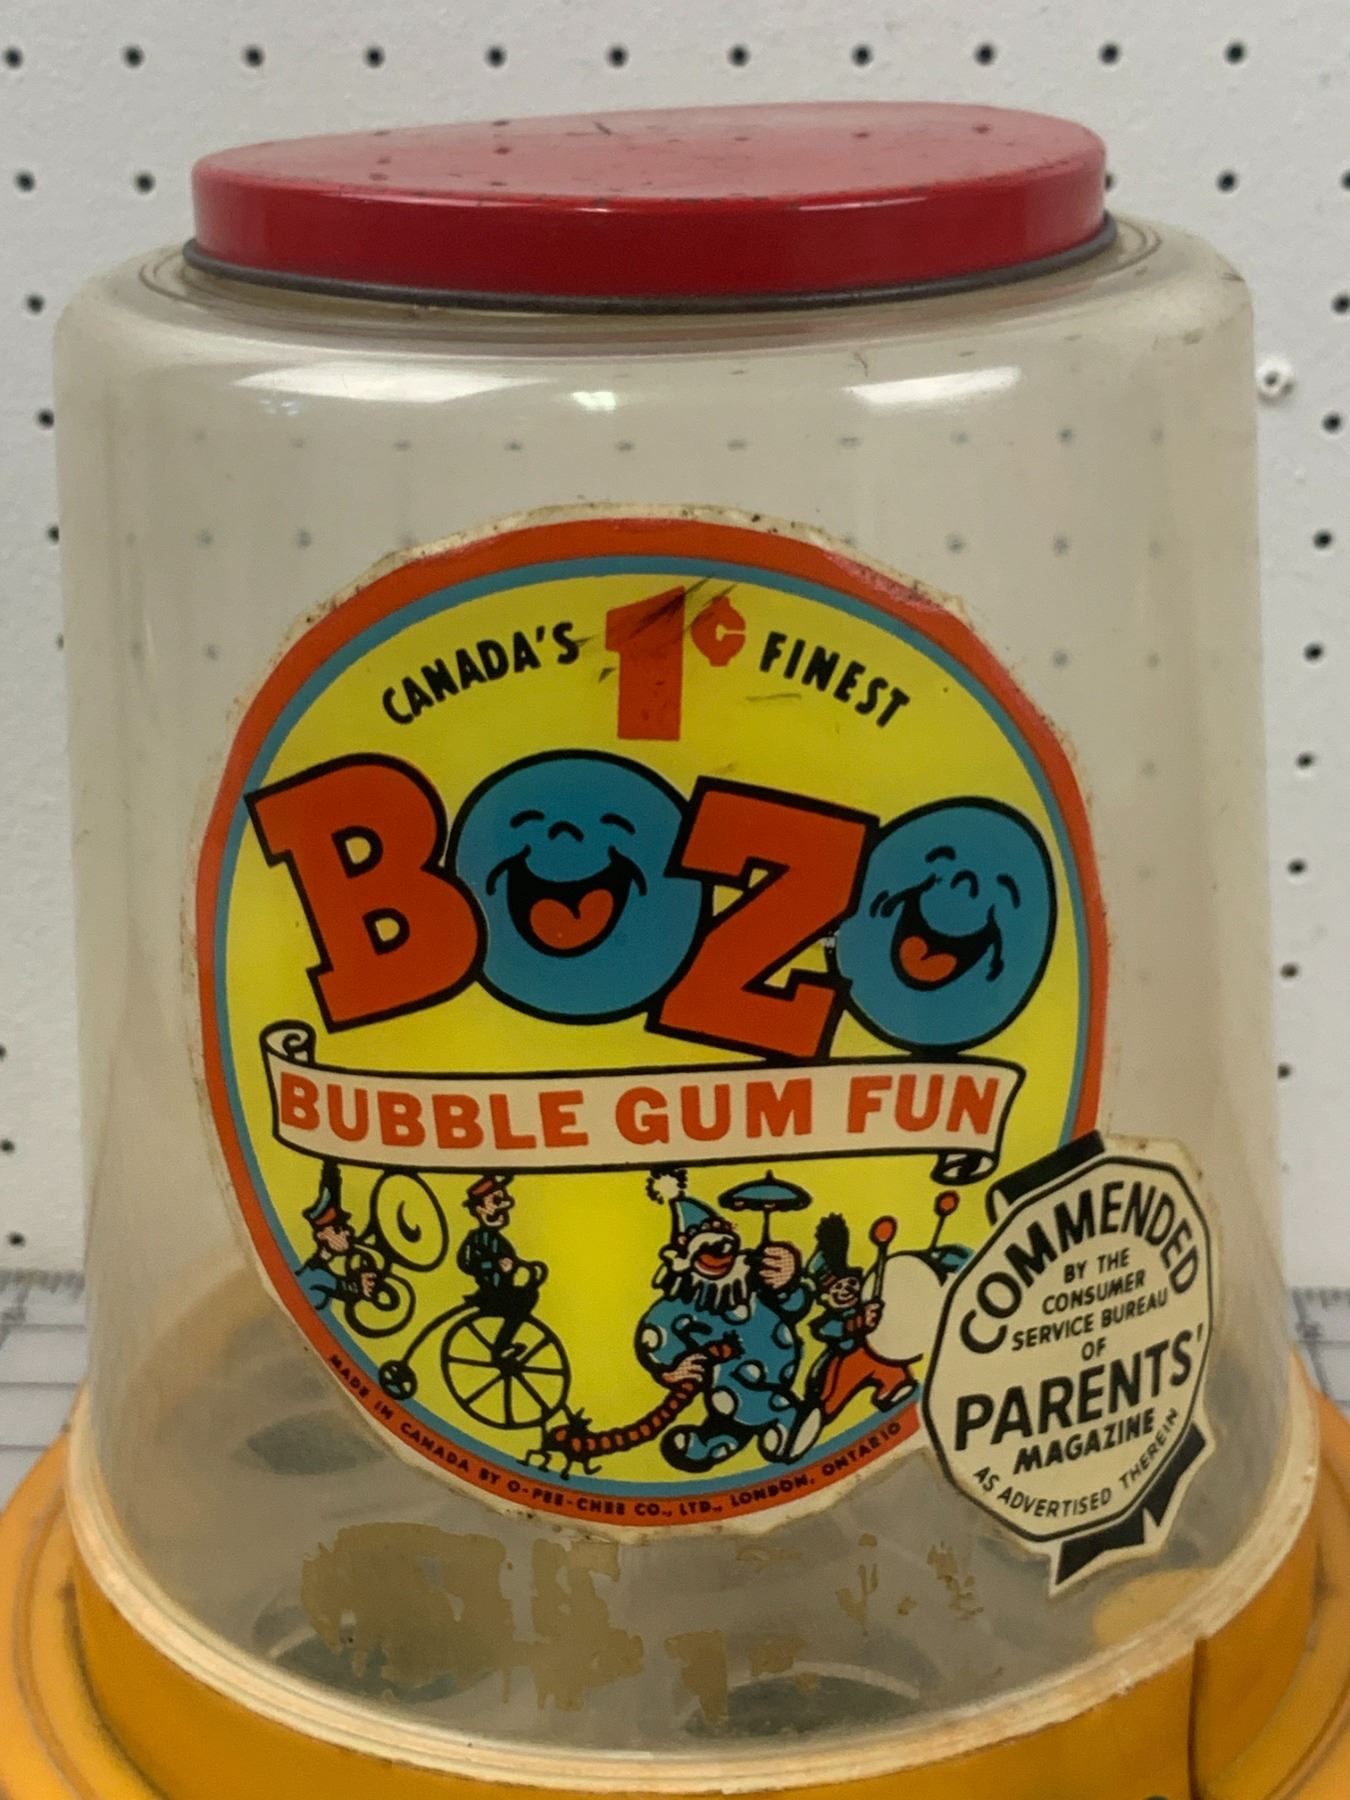 CANADA'S 1¢ FINEST
BOZO
BUBBLE GUM FUN
MADE IN CANADA BY O-PEE-CHEE CO., LTD., LONDON, ONTARIO
COMMENDED
BY THE
CONSUMER
SERVICE BUREAU
OF
PARENTS'
MAGAZINE
AS ADVERTISED THEREIN